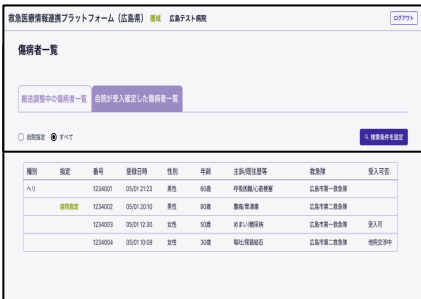 救急医療情報連携プラットフォーム（広島県） 圏域 広島テスト病院 ログアウト
傷病者一覧
搬送調整中の傷病者一覧 自院が受入確定した傷病者一覧
自院指定 すべて 検索条件を設定
種別 指定 番号 登録日時 性別 年齢 主訴/既往歴等 救急隊 受入可否
ヘリ 1234001 05/01 21:23 男性 60歳 呼吸困難/心筋梗塞 広島市第一救急隊
自院指定 1234002 05/01 20:10 男性 80歳 腹痛/胃潰瘍 広島市第二救急隊
1234003 05/01 12:30 女性 50歳 めまい/糖尿病 広島市第一救急隊 受入可
1234004 05/01 10:09 女性 30歳 嘔吐/尿路結石 広島市第二救急隊 他院交渉中